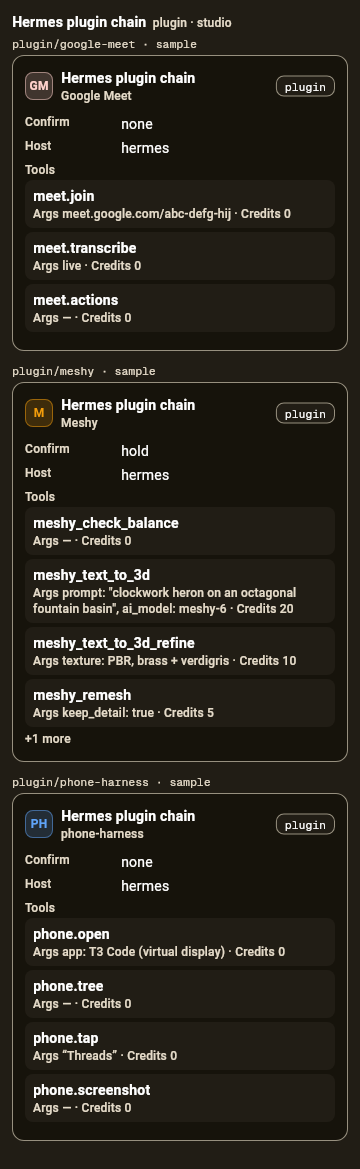 Hermes plugin chain plugin · studio
plugin/google-meet · sample
GM
Hermes plugin chain
Google Meet
plugin
Confirm none
Host hermes
Tools
meet.join
Args meet.google.com/abc-defg-hij · Credits 0
meet.transcribe
Args live · Credits 0
meet.actions
Args — · Credits 0
plugin/meshy · sample
M
Hermes plugin chain
Meshy
plugin
Confirm hold
Host hermes
Tools
meshy_check_balance
Args — · Credits 0
meshy_text_to_3d
Args prompt: "clockwork heron on an octagonal
fountain basin", ai_model: meshy-6 · Credits 20
meshy_text_to_3d_refine
Args texture: PBR, brass + verdigris · Credits 10
meshy_remesh
Args keep_detail: true · Credits 5
+1 more
plugin/phone-harness · sample
PH
Hermes plugin chain
phone-harness
plugin
Confirm none
Host hermes
Tools
phone.open
Args app: T3 Code (virtual display) · Credits 0
phone.tree
Args — · Credits 0
phone.tap
Args “Threads” · Credits 0
phone.screenshot
Args — · Credits 0